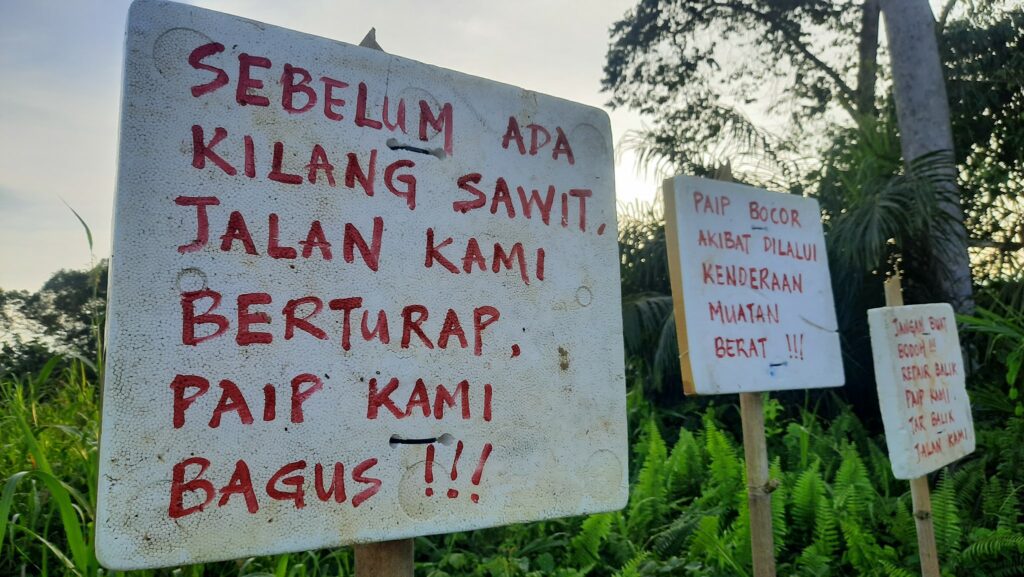 SEBELUM ADA
KILANG SAWIT,
JALAN KAMI
BERTURAP,
PAIP KAMI
BAGUS !!!
PAIP BOCOR
AKIBAT DILALUI
KENDERAAN
MUATAN
BERAT !!!
JANGAN BUAT
BODOH !!!
REPAIR BALIK
PAIP KAMI.
TAR BALIK
JALAN KAMI